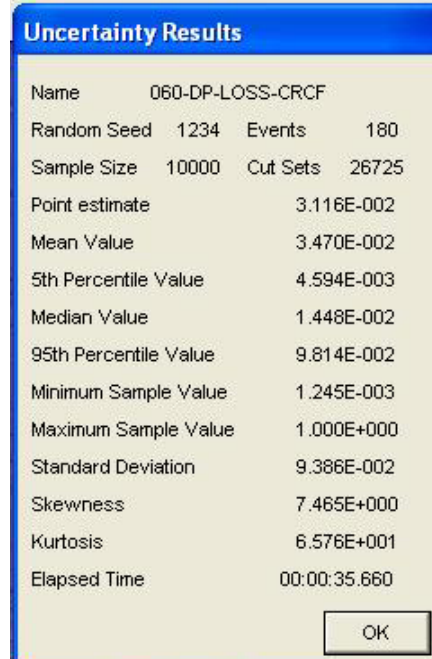 Uncertainty Results
Name 060-DP-LOSS-CRCF
Random Seed 1234 Events 180
Sample Size 10000 Cut Sets 26725
Point estimate 3.116E-002
Mean Value 3.470E-002
5th Percentile Value 4.594E-003
Median Value 1.448E-002
95th Percentile Value 9.814E-002
Minimum Sample Value 1.245E-003
Maximum Sample Value 1.000E+000
Standard Deviation 9.386E-002
Skewness 7.465E+000
Kurtosis 6.576E+001
Elapsed Time 00:00:35.660
OK